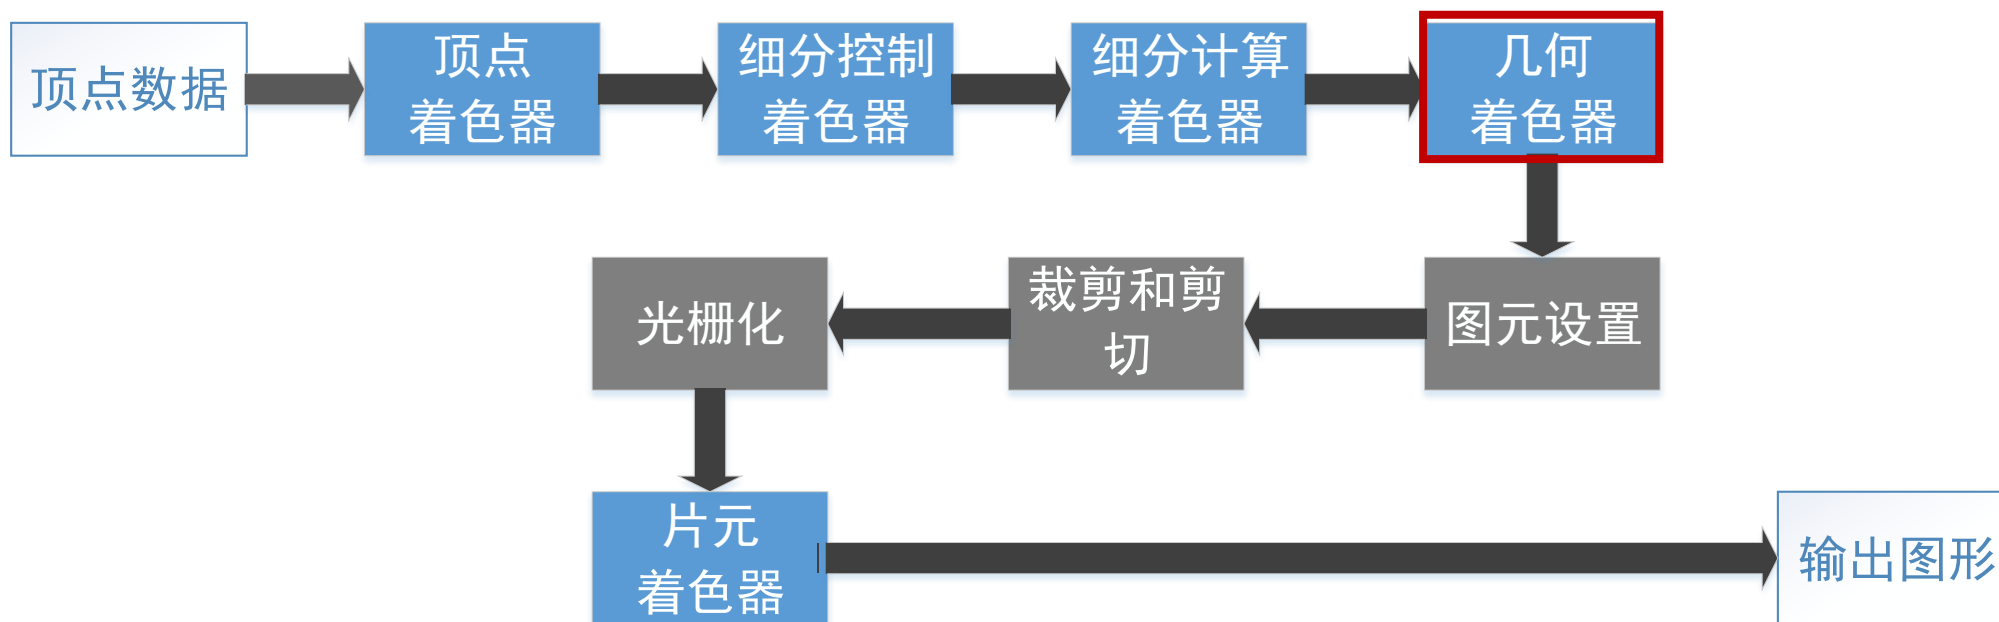 顶点数据
顶点
着色器
细分控制
着色器
细分计算
着色器
几何
着色器
图元设置
裁剪和剪
切
光栅化
片元
着色器
输出图形